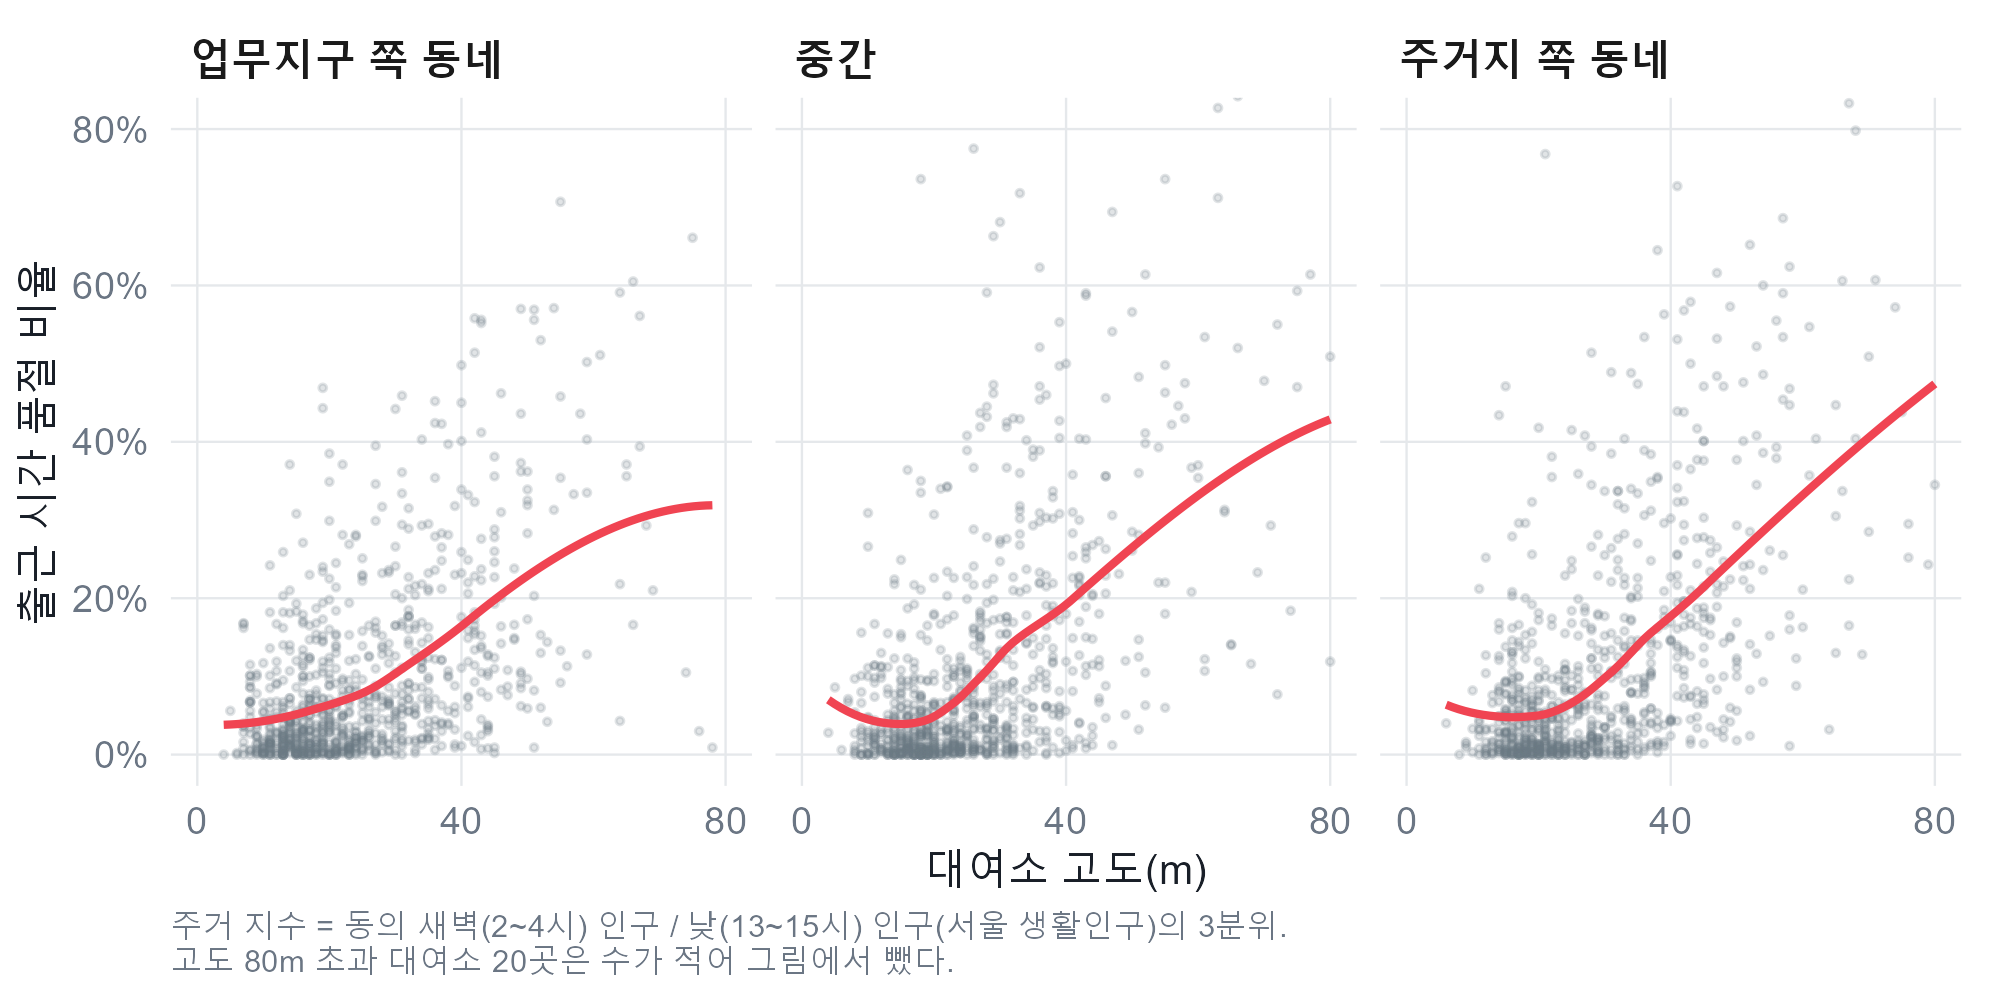 업무지구 쪽 동네
중간
주거지 쪽 동네
출근 시간 품절 비율
80%
60%
40%
20%
0%
0
40
80
0
40
80
0
40
80
대여소 고도(m)
주거 지수 = 동의 새벽(2~4시) 인구 / 낮(13~15시) 인구(서울 생활인구)의 3분위.
고도 80m 초과 대여소 20곳은 수가 적어 그림에서 뺐다.